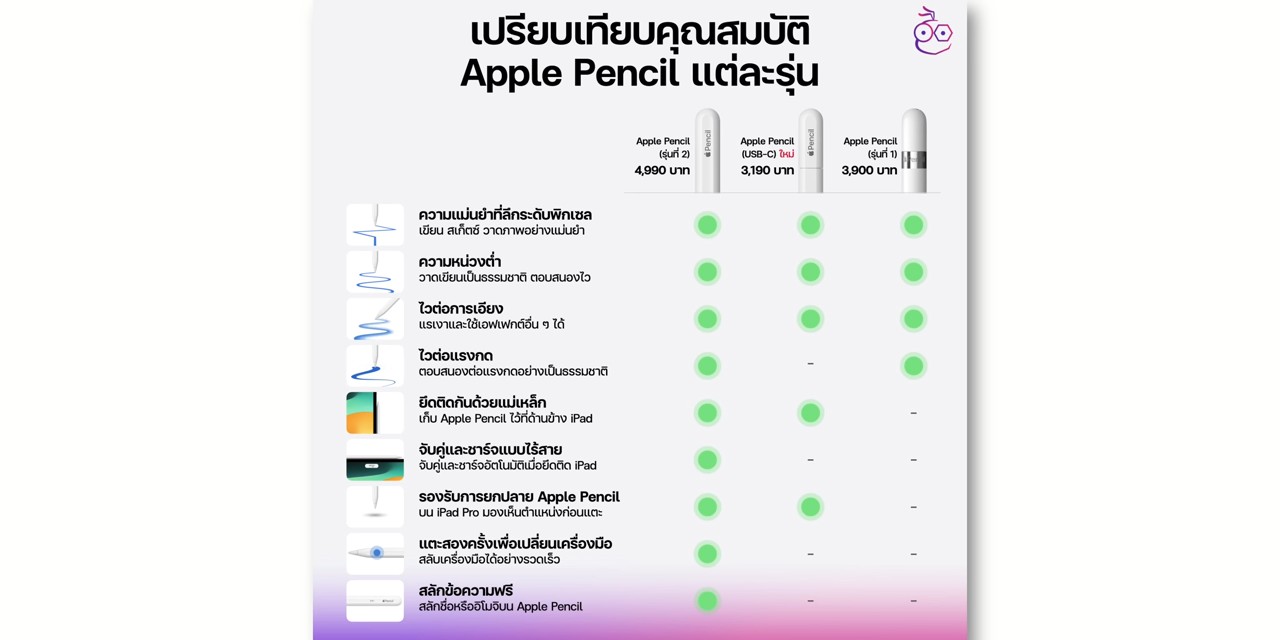 เปรียบเทียบคุณสมบัติ
Apple Pencil แต่ละรุ่น
Apple Pencil
(รุ่นที่ 2)
4,990 บาท
Pencil
Apple Pencil
(USB-C) ใหม่
3,190 บาท
Pencil
Apple Pencil
(รุ่นที่ 1)
3,900 บาท
ความแม่นยำที่ลึกระดับพิกเซล
เขียน สเก็ตซ์ วาดภาพอย่างแม่นยำ
ความหน่วงต่ำ
วาดเขียนเป็นธรรมชาติ ตอบสนองไว
ไวต่อการเอียง
แรเงาและใช้เอฟเฟกต์อื่น ๆ ได้
ไวต่อแรงกด
ตอบสนองต่อแรงกดอย่างเป็นธรรมชาติ
–
ยึดติดกันด้วยแม่เหล็ก
เก็บ Apple Pencil ไว้ที่ด้านข้าง iPad
–
จับคู่และชาร์จแบบไร้สาย
จับคู่และชาร์จอัตโนมัติเมื่อยึดติด iPad
– –
รองรับการยกปลาย Apple Pencil
บน iPad Pro มองเห็นตำแหน่งก่อนแตะ
–
แตะสองครั้งเพื่อเปลี่ยนเครื่องมือ
สลับเครื่องมือได้อย่างรวดเร็ว
– –
สลักข้อความฟรี
สลักชื่อหรืออิโมจิบน Apple Pencil
– –